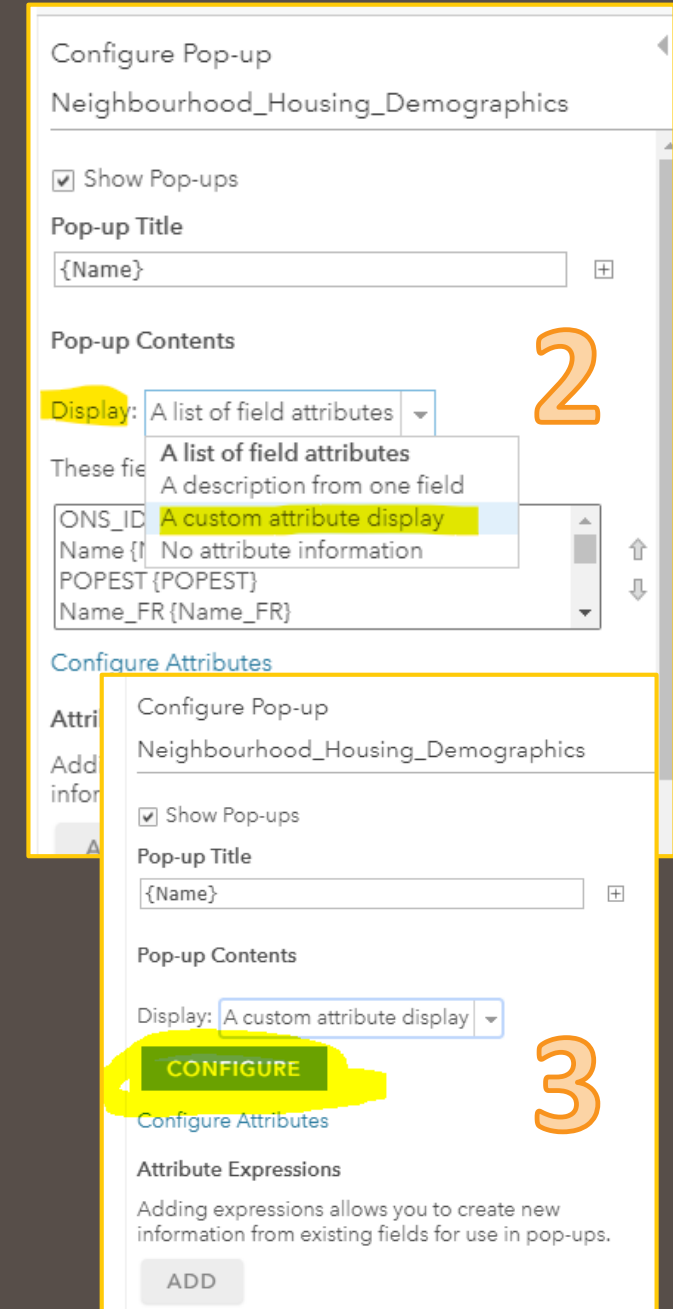 Configure Pop-up
Neighbourhood_Housing_Demographics
Show Pop-ups
Pop-up Title
{Name}
Pop-up Contents
2
Display: A list of field attributes
A list of field attributes
These fie
A description from one field
ONS_ID
A custom attribute display
Name {N
No attribute information
POPEST {POPEST}
Name_FR {Name_FR}
Configure Attributes
Attri
Add
infor
A
Configure Pop-up
Neighbourhood_Housing_Demographics
Show Pop-ups
Pop-up Title
{Name}
Pop-up Contents
Display: A custom attribute display
CONFIGURE
3
Configure Attributes
Attribute Expressions
Adding expressions allows you to create new
information from existing fields for use in pop-ups.
ADD